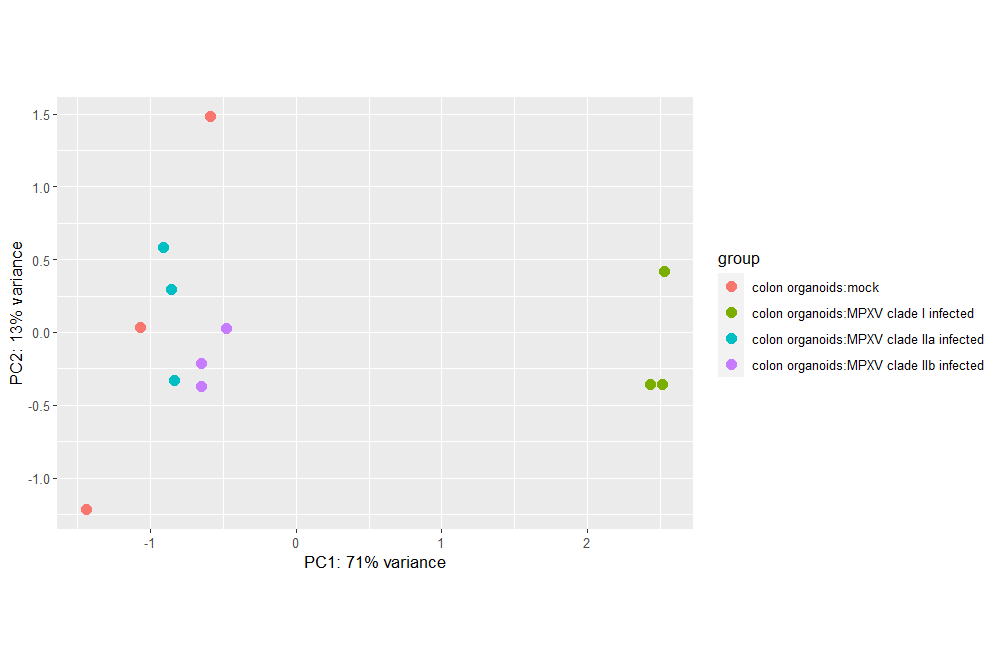 1.5
1.0
0.5
0.0
-0.5
-1.0
PC2: 13% variance
-1
0
1
2
PC1: 71% variance
group
colon organoids:mock
colon organoids:MPXV clade I infected
colon organoids:MPXV clade IIa infected
colon organoids:MPXV clade IIb infected